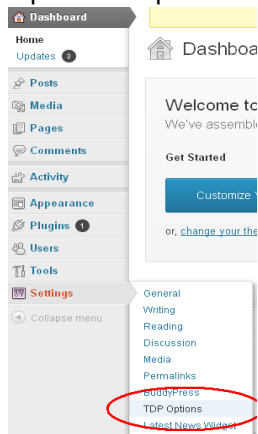 Dashboard
Home
Updates 3
Posts
Media
Pages
Comments
Activity
Appearance
Plugins 1
Users
Tools
Settings
Collapse menu
Dashboa
Welcome to
We've assemble
Get Started
Customize Y
or, change your the
General
Writing
Reading
Discussion
Media
Permalinks
BuddyPress
TDP Options
Latest News Widget